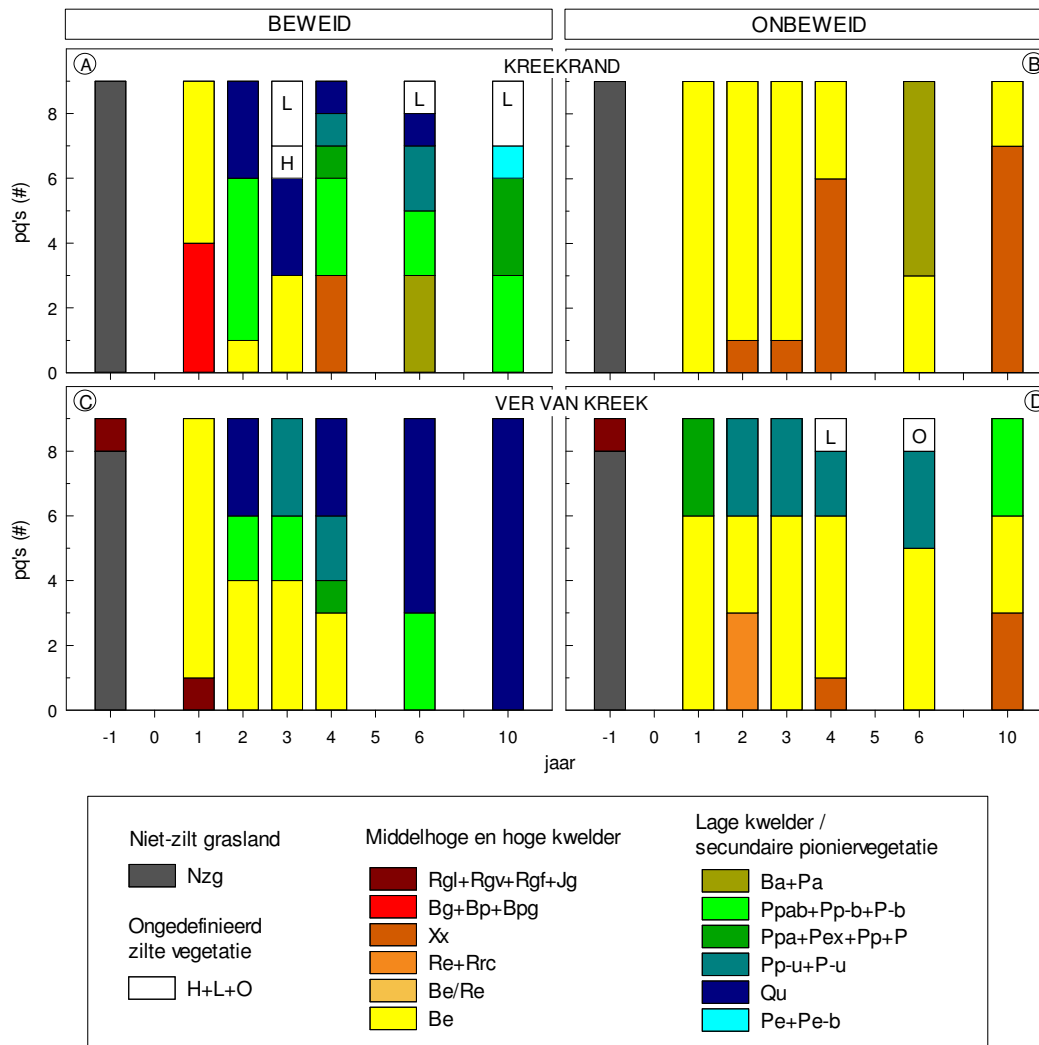 BEWEID
ONBEWEID
A
KREEKRAND
B
8
6
4
2
0
pq's (#)
L
H
L
L
C
VER VAN KREEK
D
8
6
4
2
0
pq's (#)
L
O
-1 0 1 2 3 4 5 6 10
-1 0 1 2 3 4 5 6 10
jaar
Niet-zilt grasland
Nzg
Ongedefinieerd
zilte vegetatie
H+L+O
Middelhoge en hoge kwelder
Rgl+Rgv+Rgf+Jg
Bg+Bp+Bpg
Xx
Re+Rrc
Be/Re
Be
Lage kwelder /
secundaire pioniervegetatie
Ba+Pa
Ppab+Pp-b+P-b
Ppa+Pex+Pp+P
Pp-u+P-u
Qu
Pe+Pe-b